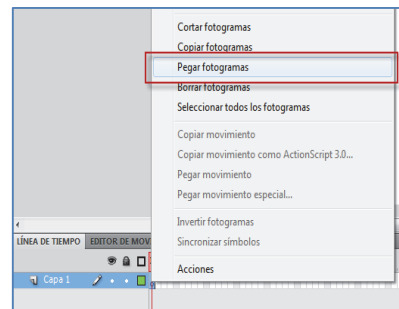 Cortar fotogramas
Copiar fotogramas
Pegar fotogramas
Borrar fotogramas
Seleccionar todos los fotogramas
Copiar movimiento
Copiar movimiento como ActionScript 3.0...
Pegar movimiento
Pegar movimiento especial...
Invertir fotogramas
Sincronizar símbolos
Acciones
LÍNEA DE TIEMPO EDITOR DE MOV
Capa 1